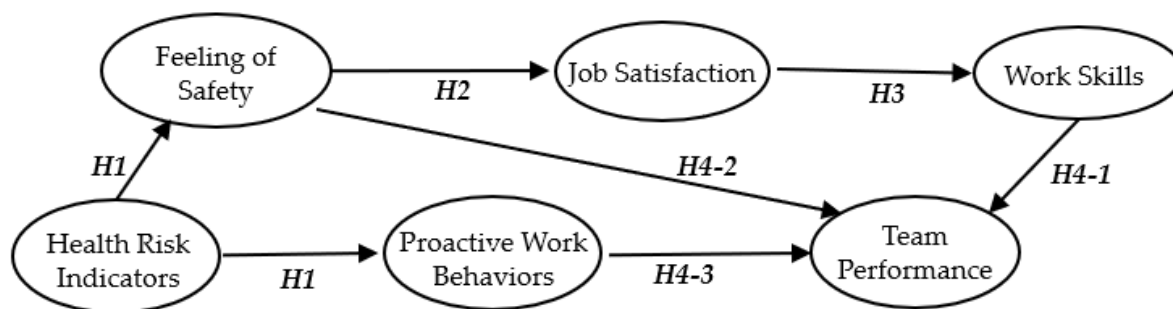 Feeling of
Safety
H2
Job Satisfaction
H3
Work Skills
H1
H4-2
H4-1
Health Risk
Indicators
H1
Proactive Work
Behaviors
H4-3
Team
Performance